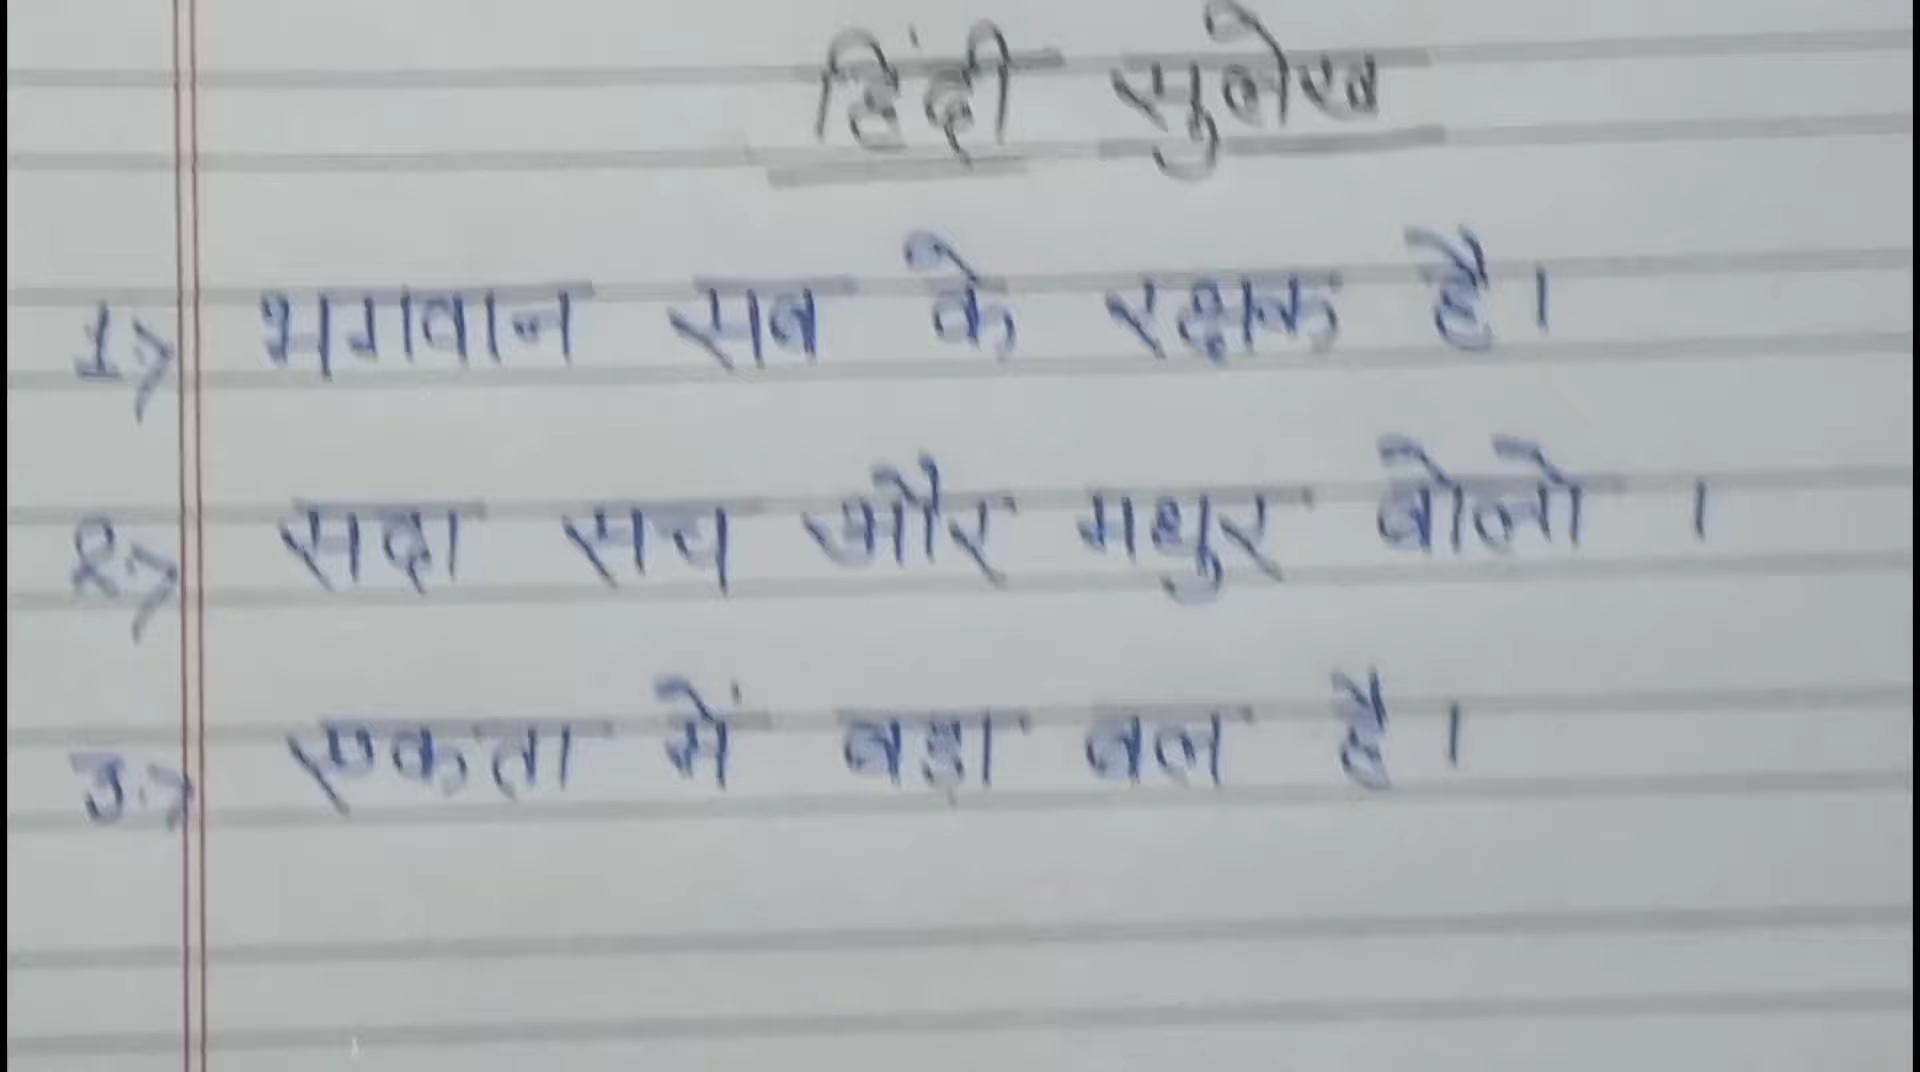 हिंदी सुलेख
1.> भगवान सब के रक्षक है।
2.> सदा सच और मधुर बोलो ।
3.> एकता में बड़ा बल है।